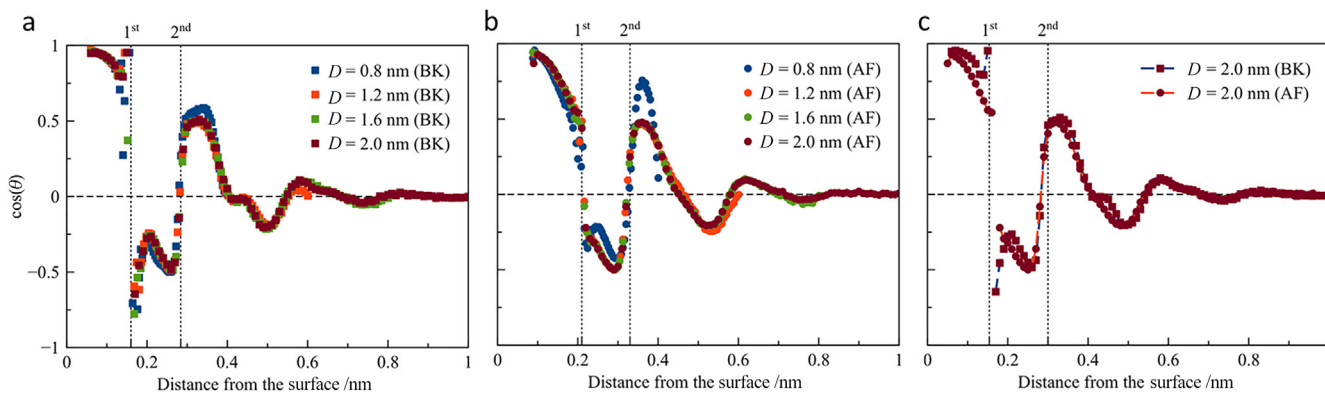 a
1st
2nd
D = 0.8 nm (BK)
D = 1.2 nm (BK)
D = 1.6 nm (BK)
D = 2.0 nm (BK)
cos(θ)
1
0.5
0
−0.5
−1
0
0.2
0.4
0.6
0.8
1
Distance from the surface /nm
b
1st
2nd
D = 0.8 nm (AF)
D = 1.2 nm (AF)
D = 1.6 nm (AF)
D = 2.0 nm (AF)
0
0.2
0.4
0.6
0.8
1
Distance from the surface /nm
c
1st
2nd
D = 2.0 nm (BK)
D = 2.0 nm (AF)
0
0.2
0.4
0.6
0.8
Distance from the surface /nm